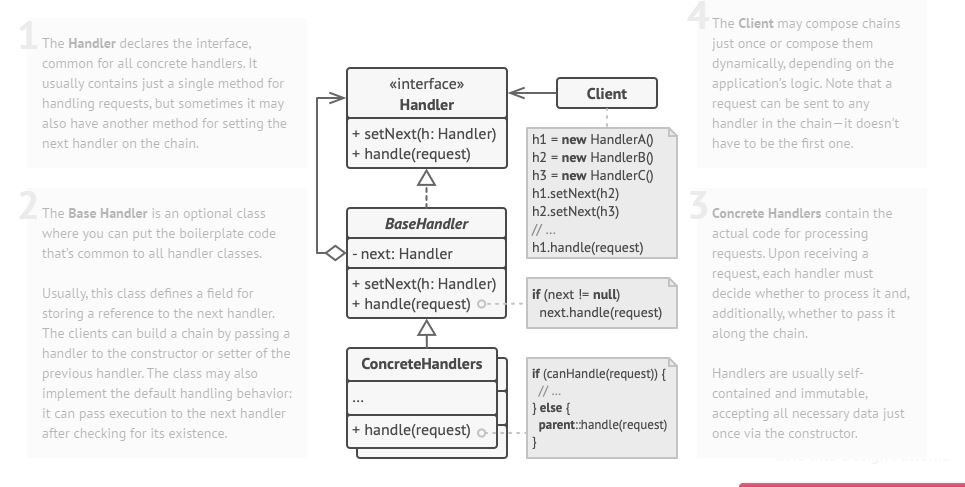 1
The Handler declares the interface,
common for all concrete handlers. It
usually contains just a single method for
handling requests, but sometimes it may
also have another method for setting the
next handler on the chain.
2
The Base Handler is an optional class
where you can put the boilerplate code
that's common to all handler classes.
Usually, this class defines a field for
storing a reference to the next handler.
The clients can build a chain by passing a
handler to the constructor or setter of the
previous handler. The class may also
implement the default handling behavior:
it can pass execution to the next handler
after checking for its existence.
«interface»
Handler
+ setNext(h: Handler)
+ handle(request)
BaseHandler
- next: Handler
+ setNext(h: Handler)
+ handle(request)
ConcreteHandlers
...
+ handle(request)
Client
h1 = new HandlerA()
h2 = new HandlerB()
h3 = new HandlerC()
h1.setNext(h2)
h2.setNext(h3)
// ...
h1.handle(request)
if (next != null)
next.handle(request)
if (canHandle(request)) {
// ...
} else {
parent::handle(request)
}
4
The Client may compose chains
just once or compose them
dynamically, depending on the
application's logic. Note that a
request can be sent to any
handler in the chain—it doesn't
have to be the first one.
3
Concrete Handlers contain the
actual code for processing
requests. Upon receiving a
request, each handler must
decide whether to process it and,
additionally, whether to pass it
along the chain.
Handlers are usually self-
contained and immutable,
accepting all necessary data just
once via the constructor.